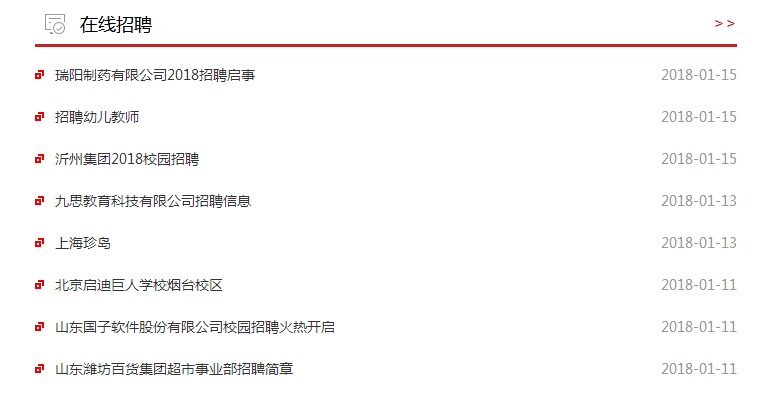 在线招聘 >>
瑞阳制药有限公司2018招聘启事 2018-01-15
招聘幼儿教师 2018-01-15
沂州集团2018校园招聘 2018-01-15
九思教育科技有限公司招聘信息 2018-01-13
上海珍岛 2018-01-13
北京启迪巨人学校烟台校区 2018-01-11
山东国子软件股份有限公司校园招聘火热开启 2018-01-11
山东潍坊百货集团超市事业部招聘简章 2018-01-11